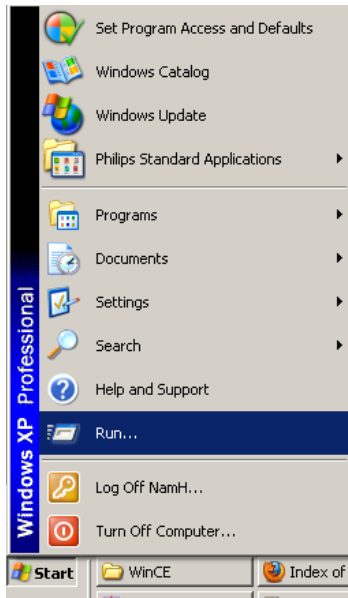 Set Program Access and Defaults
Windows Catalog
Windows Update
Philips Standard Applications
Programs
Documents
Settings
Search
Help and Support
Run...
Log Off NamH...
Turn Off Computer...
Windows XP Professional
Start
WinCE
Index of